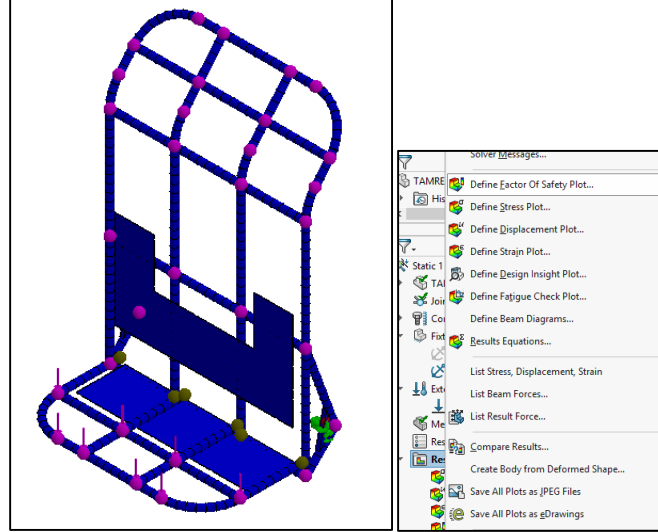 Solver Messages...
TAMRE
His
Define Factor Of Safety Plot...
Define Stress Plot...
Define Displacement Plot...
Define Strain Plot...
Static 1
Define Design Insight Plot...
TAI
Join
Define Fatigue Check Plot...
Cor
Define Beam Diagrams...
Fixt
Results Equations...
List Stress, Displacement, Strain
Exte
List Beam Forces...
List Result Force...
Me
Res
Compare Results...
Res
Create Body from Deformed Shape...
Save All Plots as JPEG Files
Save All Plots as eDrawings